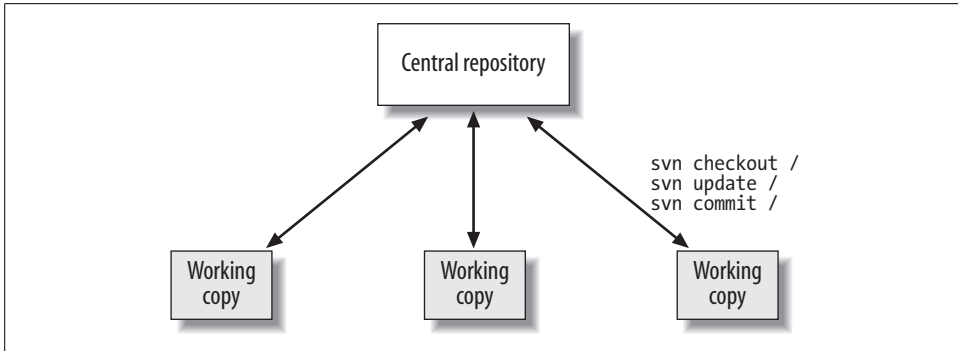 Central repository
svn checkout /
svn update /
svn commit /
Working
copy
Working
copy
Working
copy